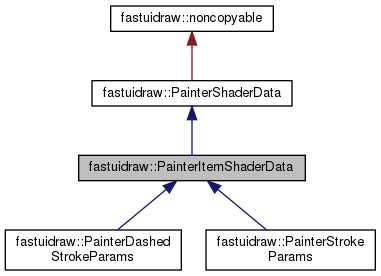 fastuidraw::noncopyable
fastuidraw::PainterShaderData
fastuidraw::PainterItemShaderData
fastuidraw::PainterDashed
StrokeParams
fastuidraw::PainterStroke
Params